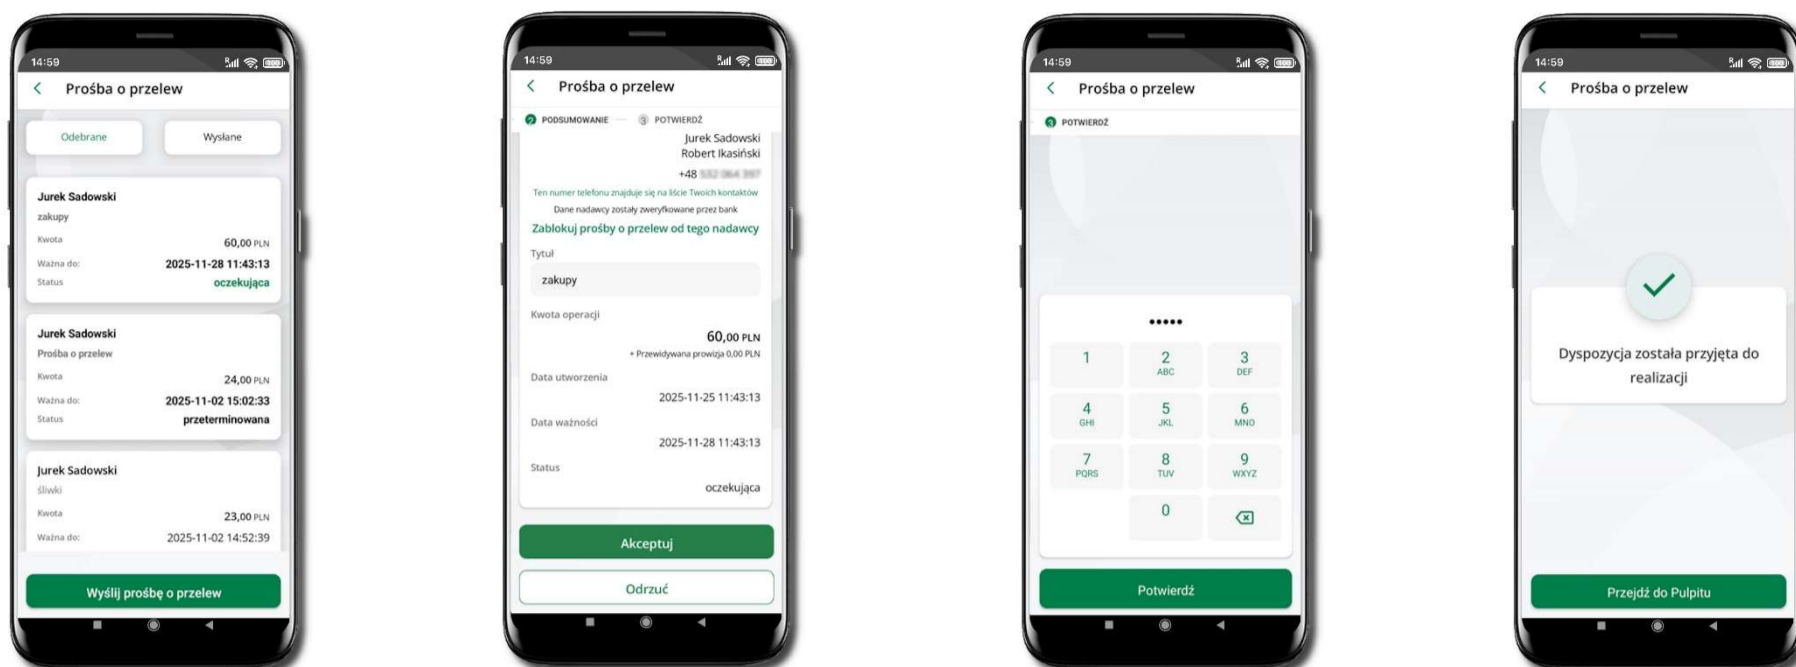 14:59
Prośba o przelew
Odebrane
Wysłane
Jurek Sadowski
zakupy
Kwota
60,00 PLN
Ważna do:
2025-11-28 11:43:13
Status
oczekująca
Jurek Sadowski
Prośba o przelew
Kwota
24,00 PLN
Ważna do:
2025-11-02 15:02:33
Status
przeterminowana
Jurek Sadowski
śliwki
Kwota
23,00 PLN
Ważna do:
2025-11-02 14:52:39
Wyślij prośbę o przelew
14:59
Prośba o przelew
2 PODSUMOWANIE
3 POTWIERDŹ
Jurek Sadowski
Robert Ikasiński
+48
Ten numer telefonu znajduje się na liście Twoich kontaktów
Dane nadawcy zostały zweryfkowane przez bank
Zablokuj prośby o przelew od tego nadawcy
Tytuł
zakupy
Kwota operacji
60,00 PLN
+ Przewidywana prowizja 0,00 PLN
Data utworzenia
2025-11-25 11:43:13
Data ważności
2025-11-28 11:43:13
Status
oczekująca
Akceptuj
Odrzuć
14:59
Prośba o przelew
3 POTWIERDŹ
•••••
1 2 3
ABC DEF
4 5 6
GHI JKL MNO
7 8 9
PQRS TUV WXYZ
0
Potwierdź
14:59
Prośba o przelew
Dyspozycja została przyjęta do
realizacji
Przejdź do Pulpitu